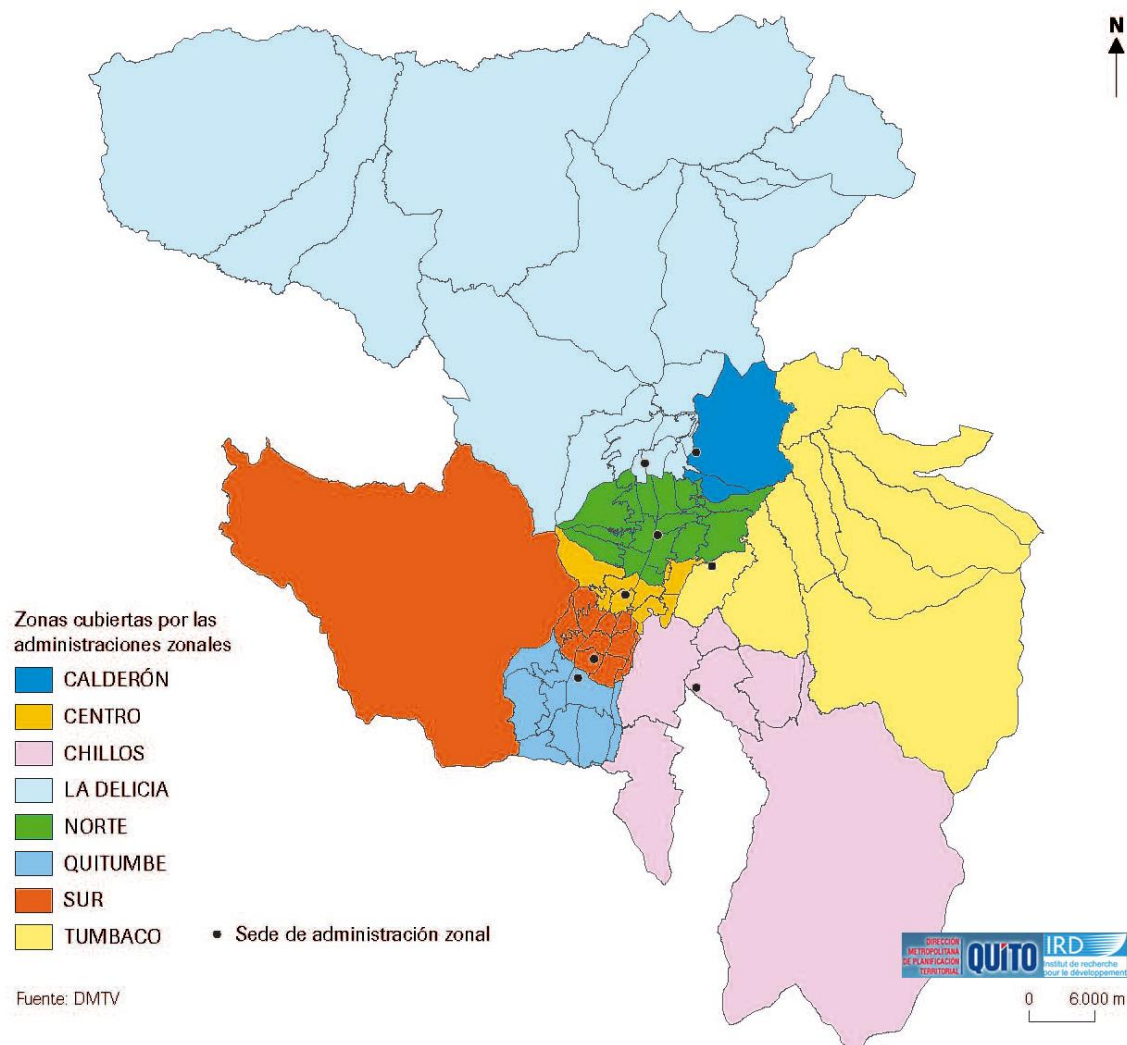 N
Zonas cubiertas por las
administraciones zonales
CALDERÓN
CENTRO
CHILLOS
LA DELICIA
NORTE
QUITUMBE
SUR
TUMBACO
Sede de administración zonal
Fuente: DMTV
DIRECCIÓN
METROPOLITANA
DE PLANIFICACIÓN
TERRITORIAL
QUITO
IRD
Institut de recherche
pour le développement
0 6.000 m